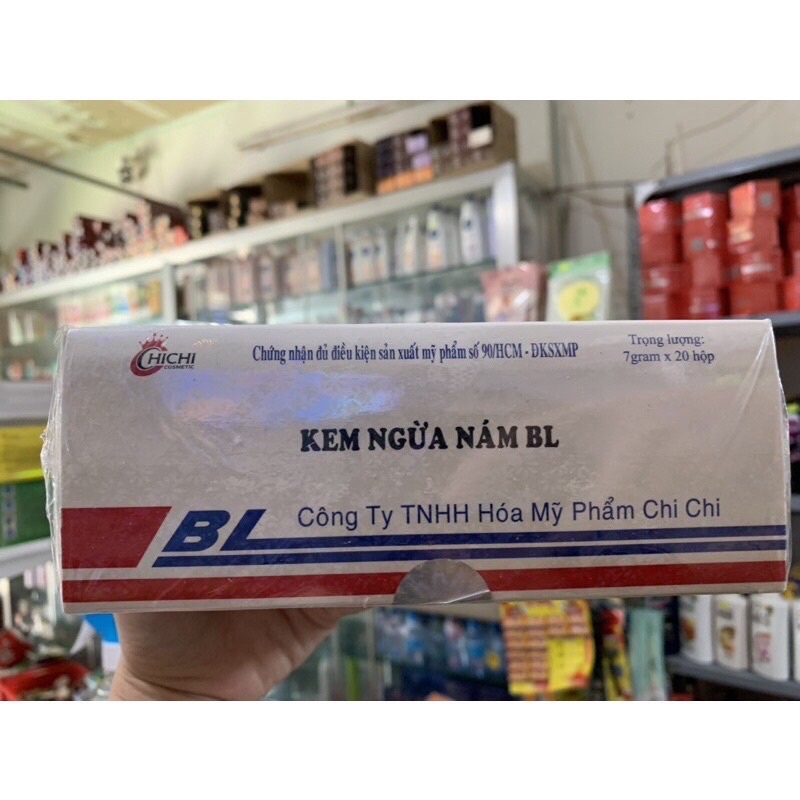 CHICHI
COSINETIC
Chứng nhận đủ điều kiện sản xuất mỹ phẩm số 90/HCM - ĐKSXMP
Trọng lượng:
7gram x 20 hộp
KEM NGỪA NÁM BL
BL
Công Ty TNHH Hóa Mỹ Phẩm Chi Chi